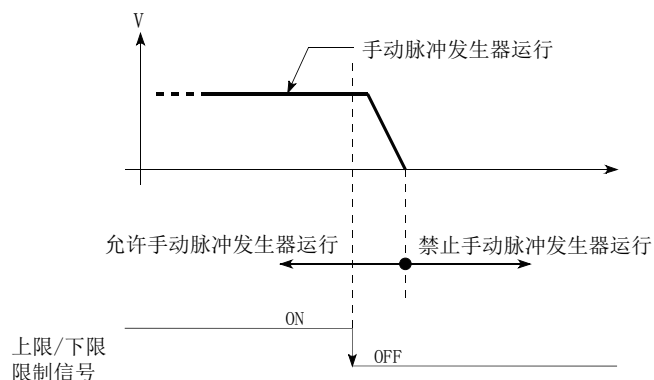 V
手动脉冲发生器运行
允许手动脉冲发生器运行
禁止手动脉冲发生器运行
ON
上限/下限
限制信号
OFF